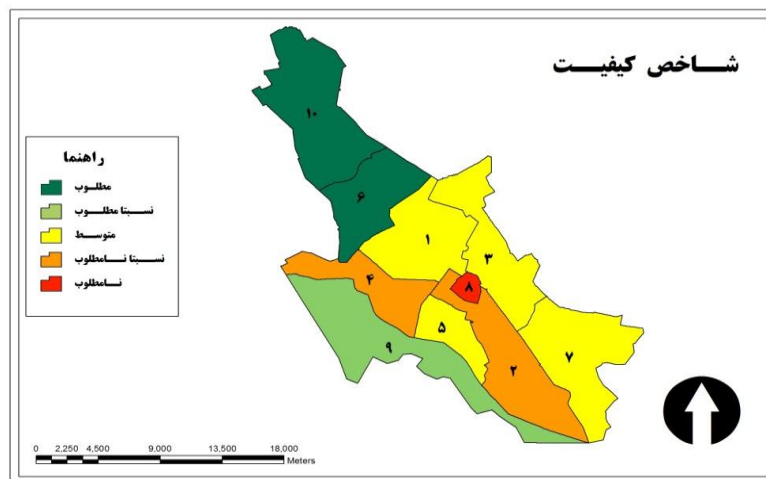 شاخص کیفیت
راهنما
مطلوب
نسبتا مطلوب
متوسط
نسبتا نامطلوب
نامطلوب
۱۰
۶
۱
۳
۴
۸
۵
۹
۲
۷
0 2,250 4,500 9,000 13,500 18,000
Meters